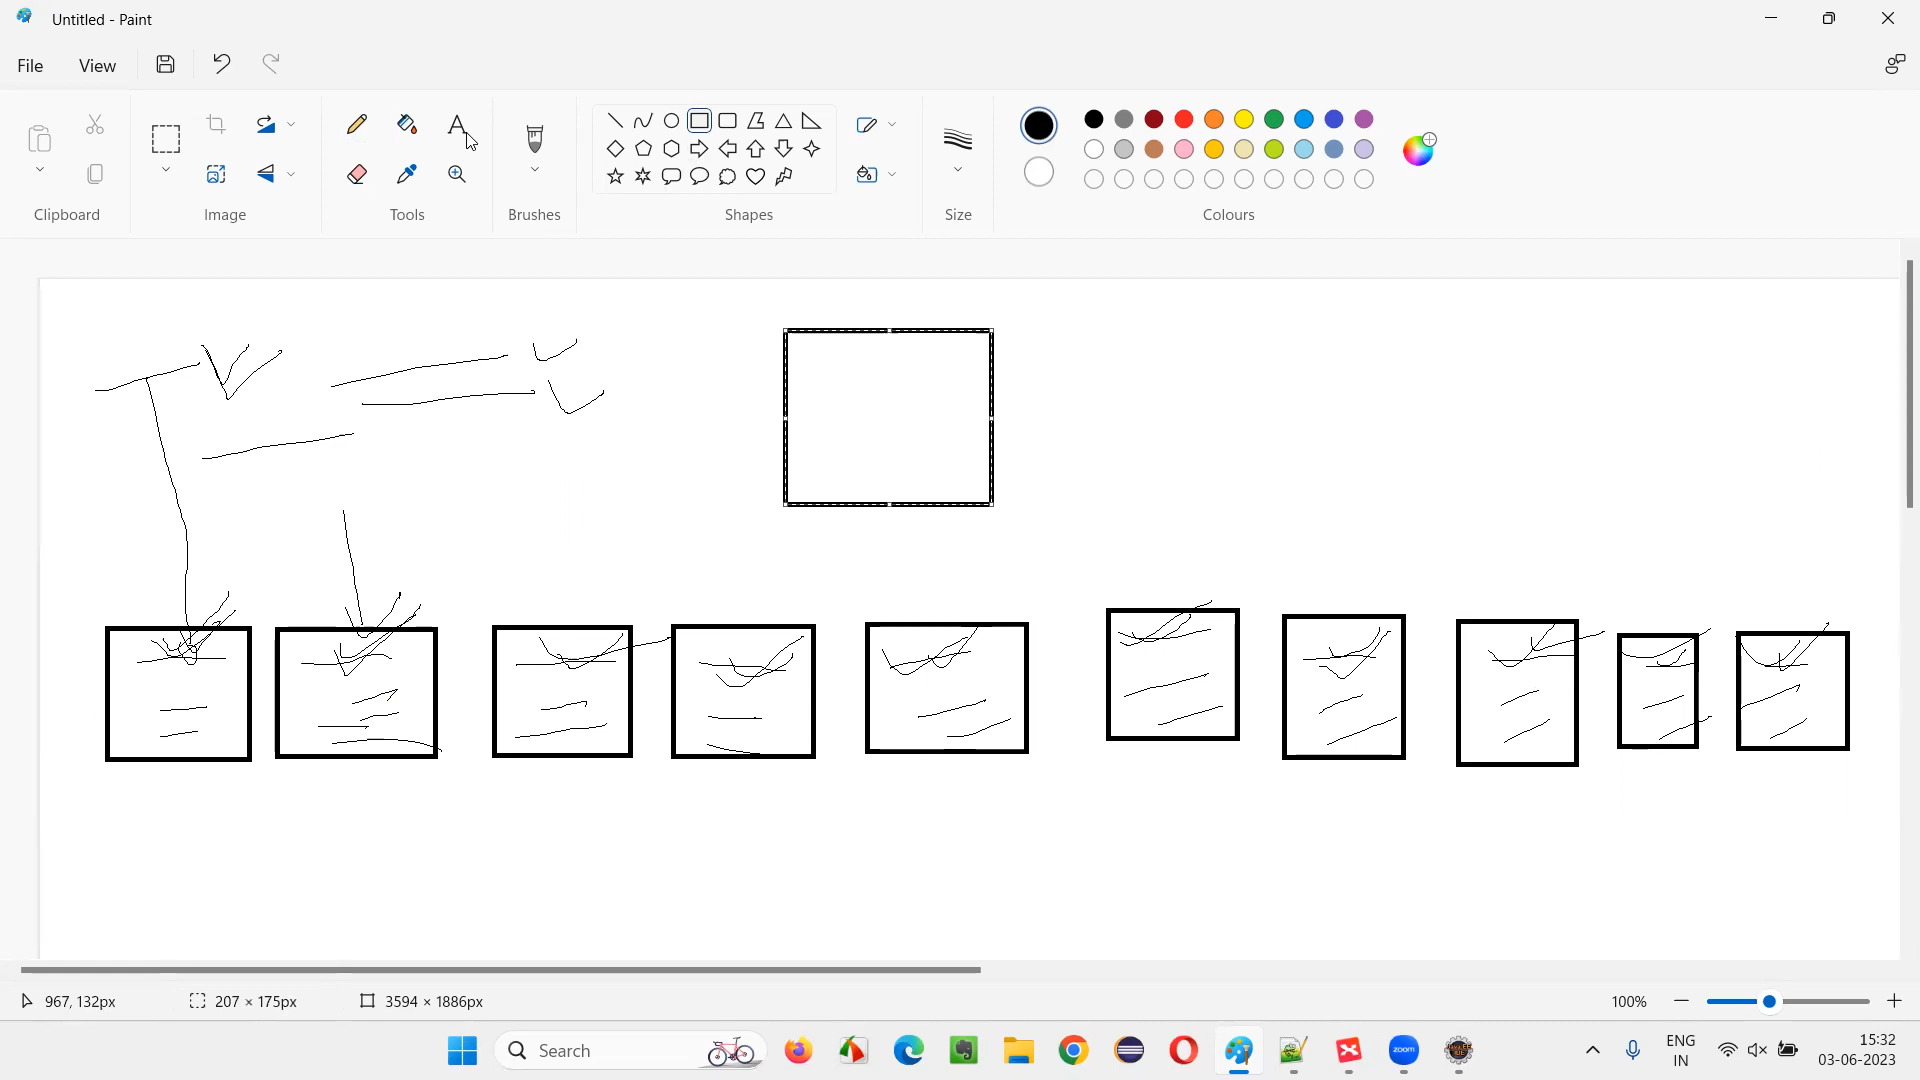 Untitled - Paint
File View
Clipboard Image Tools Brushes Shapes Size Colours
967, 132px 207 × 175px 3594 × 1886px 100%
Search zoom ENG 15:32
IN 03-06-2023